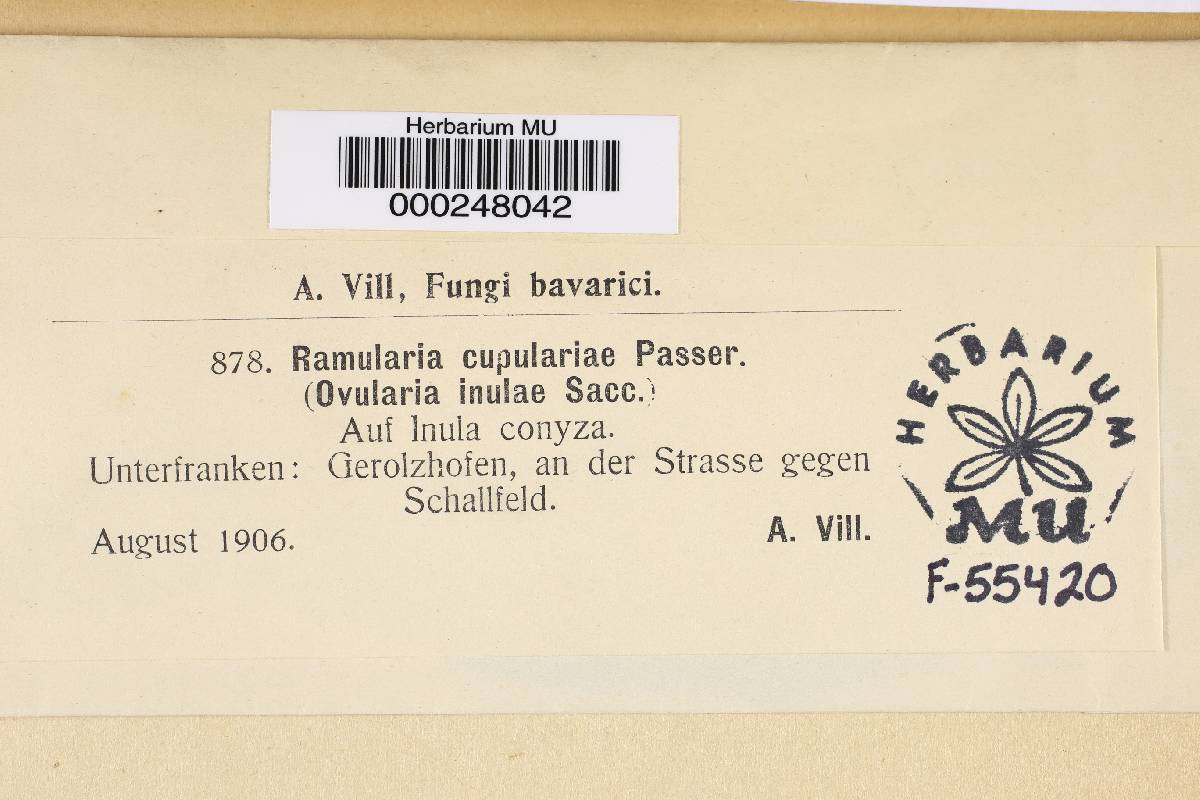 Herbarium MU
000248042
A. Vill, Fungi bavarici.
878. Ramularia cupulariae Passer.
(Ovularia inulae Sacc.)
Auf Inula conyza.
Unterfranken: Gerolzhofen, an der Strasse gegen
Schallfeld.
August 1906.
A. Vill.
HERBARIUM
MU
F-55420